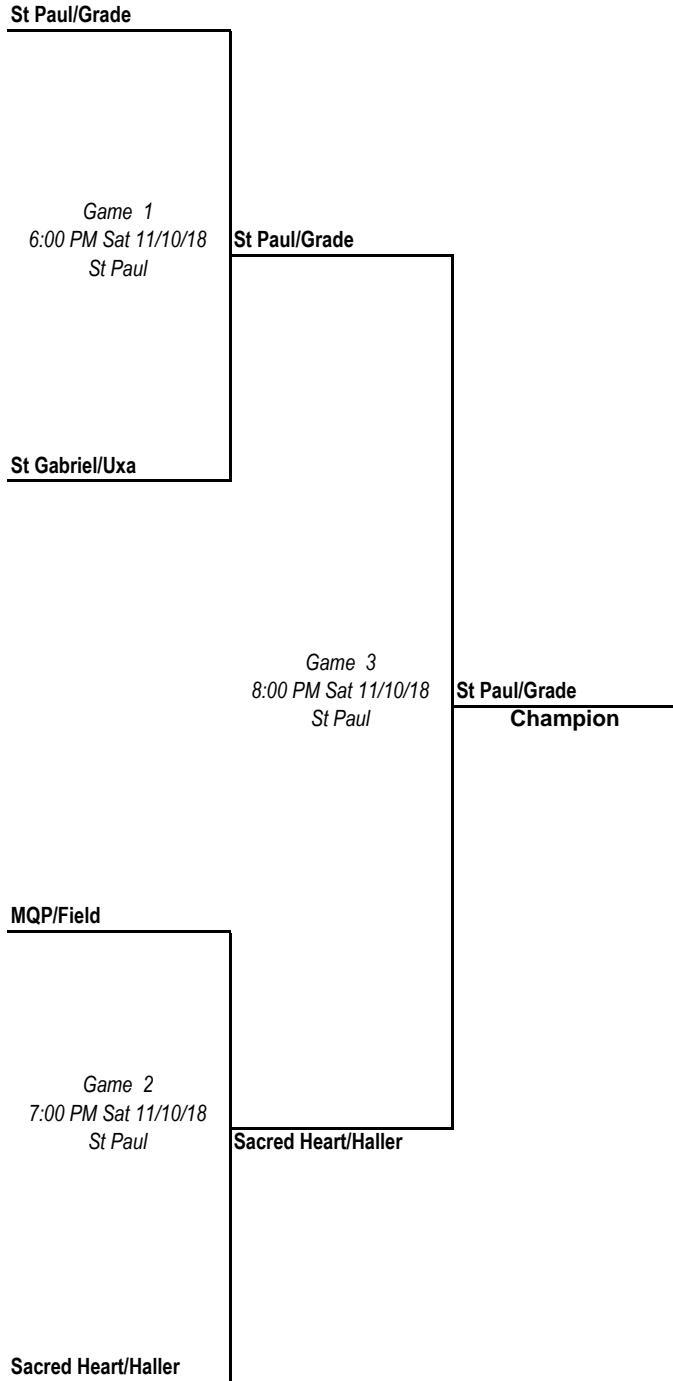 St Paul/Grade
Game 1
6:00 PM Sat 11/10/18
St Paul
St Paul/Grade
St Gabriel/Uxa
Game 3
8:00 PM Sat 11/10/18
St Paul
St Paul/Grade
Champion
MQP/Field
Game 2
7:00 PM Sat 11/10/18
St Paul
Sacred Heart/Haller
Sacred Heart/Haller